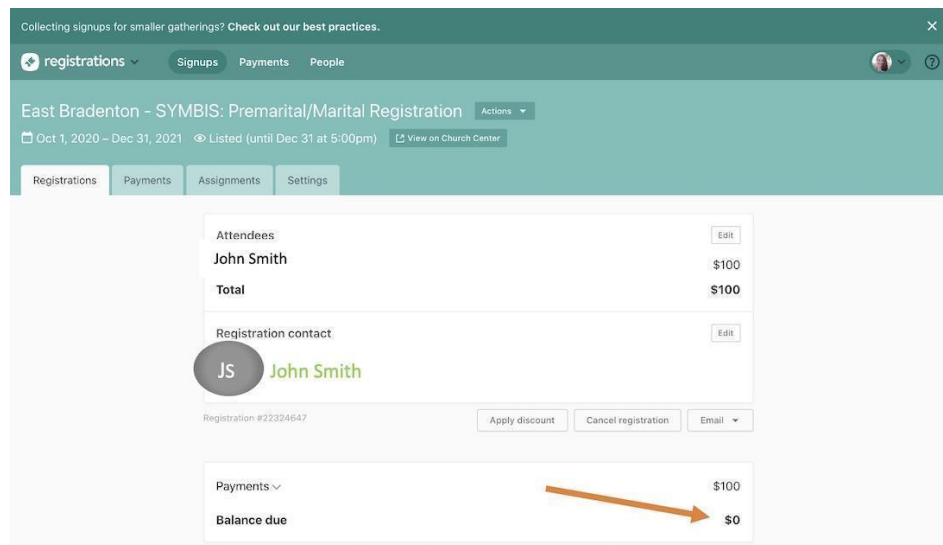 Collecting signups for smaller gatherings? Check out our best practices.
registrations Signups Payments People
East Bradenton - SYMBIS: Premarital/Marital Registration Actions
Oct 1, 2020 – Dec 31, 2021 Listed (until Dec 31 at 5:00pm) View on Church Center
Registrations Payments Assignments Settings
Attendees Edit
John Smith $100
Total $100
Registration contact Edit
JS John Smith
Registration #22324647 Apply discount Cancel registration Email
Payments $100
Balance due $0